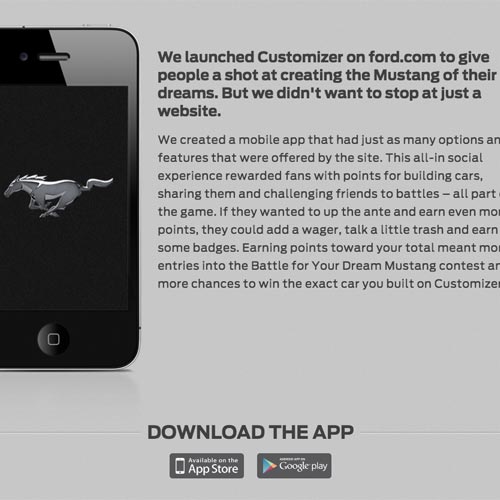 We launched Customizer on ford.com to give
people a shot at creating the Mustang of their
dreams. But we didn't want to stop at just a
website.
We created a mobile app that had just as many options an
features that were offered by the site. This all-in social
experience rewarded fans with points for building cars,
sharing them and challenging friends to battles – all part
the game. If they wanted to up the ante and earn even mor
points, they could add a wager, talk a little trash and earn
some badges. Earning points toward your total meant mo
entries into the Battle for Your Dream Mustang contest an
more chances to win the exact car you built on Customizer
DOWNLOAD THE APP
Available on the
App Store
ANDROID APP ON
Google play